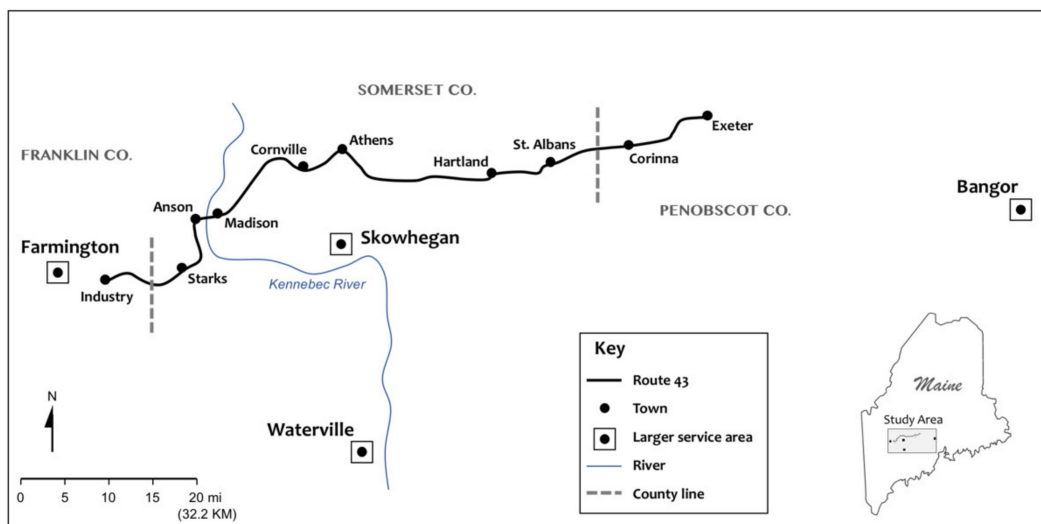 SOMERSET CO.
Exeter
Athens
Cornville
St. Albans
FRANKLIN CO.
Hartland
Corinna
Bangor
Anson
PENOBSCOT CO.
Madison
Skowhegan
Farmington
Starks
Kennebec River
Industry
Key
Route 43
Maine
N
Town
Study Area
Waterville
Larger service area
River
County line
0 5 10 15 20 mi
(32.2 KM)